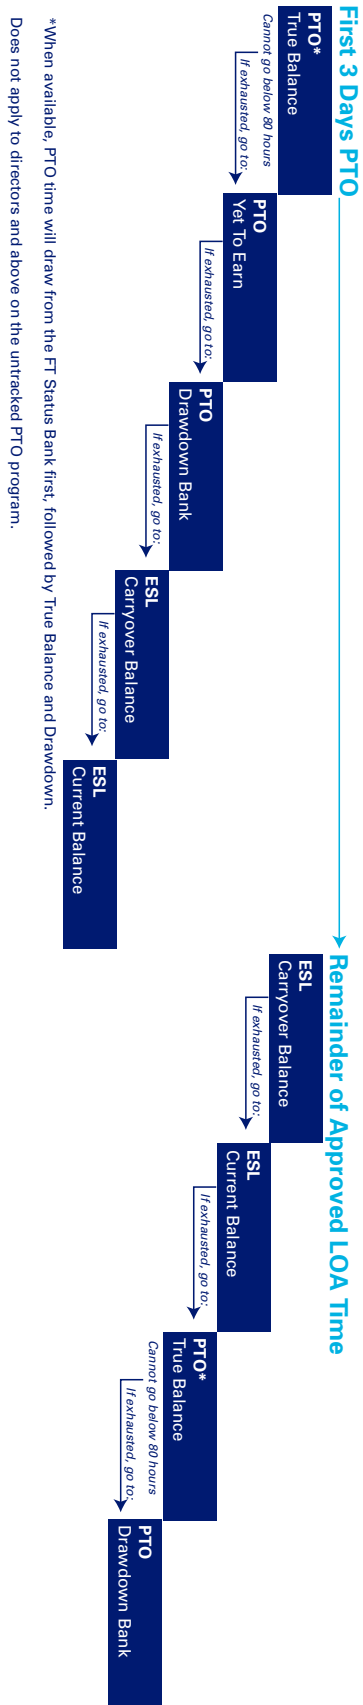 First 3 Days PTO
Remainder of Approved LOA Time
PTO*
True Balance
Cannot go below 80 hours
If exhausted, go to:
PTO
Yet To Earn
If exhausted, go to:
PTO
Drawdown Bank
If exhausted, go to:
ESL
Carryover Balance
If exhausted, go to:
ESL
Current Balance
ESL
Carryover Balance
If exhausted, go to:
ESL
Current Balance
If exhausted, go to:
PTO*
True Balance
Cannot go below 80 hours
If exhausted, go to:
PTO
Drawdown Bank
*When available, PTO time will draw from the FT Status Bank first, followed by True Balance and Drawdown.
Does not apply to directors and above on the untracked PTO program.